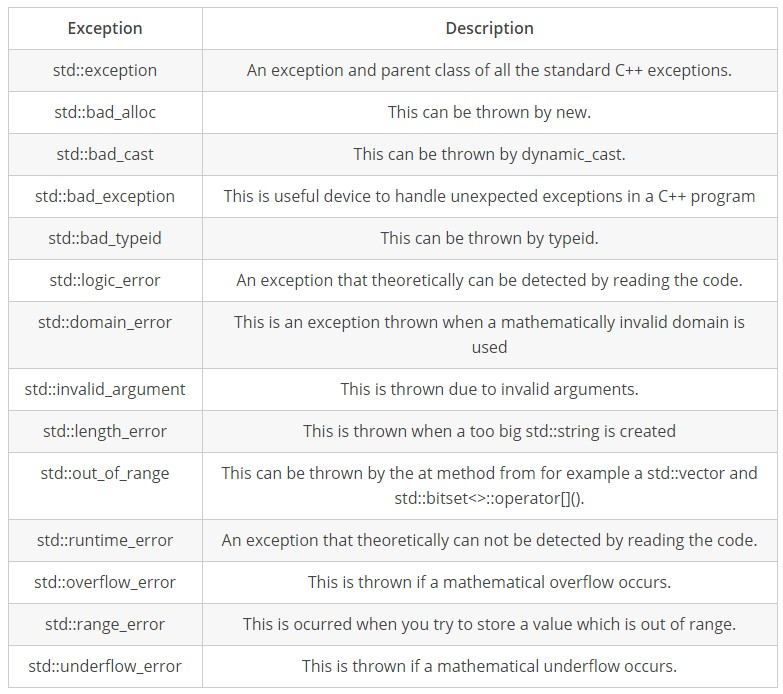 Exception Description
std::exception An exception and parent class of all the standard C++ exceptions.
std::bad_alloc This can be thrown by new.
std::bad_cast This can be thrown by dynamic_cast.
std::bad_exception This is useful device to handle unexpected exceptions in a C++ program
std::bad_typeid This can be thrown by typeid.
std::logic_error An exception that theoretically can be detected by reading the code.
std::domain_error This is an exception thrown when a mathematically invalid domain is
used
std::invalid_argument This is thrown due to invalid arguments.
std::length_error This is thrown when a too big std::string is created
std::out_of_range This can be thrown by the at method from for example a std::vector and
std::bitset<>::operator[]().
std::runtime_error An exception that theoretically can not be detected by reading the code.
std::overflow_error This is thrown if a mathematical overflow occurs.
std::range_error This is ocurred when you try to store a value which is out of range.
std::underflow_error This is thrown if a mathematical underflow occurs.